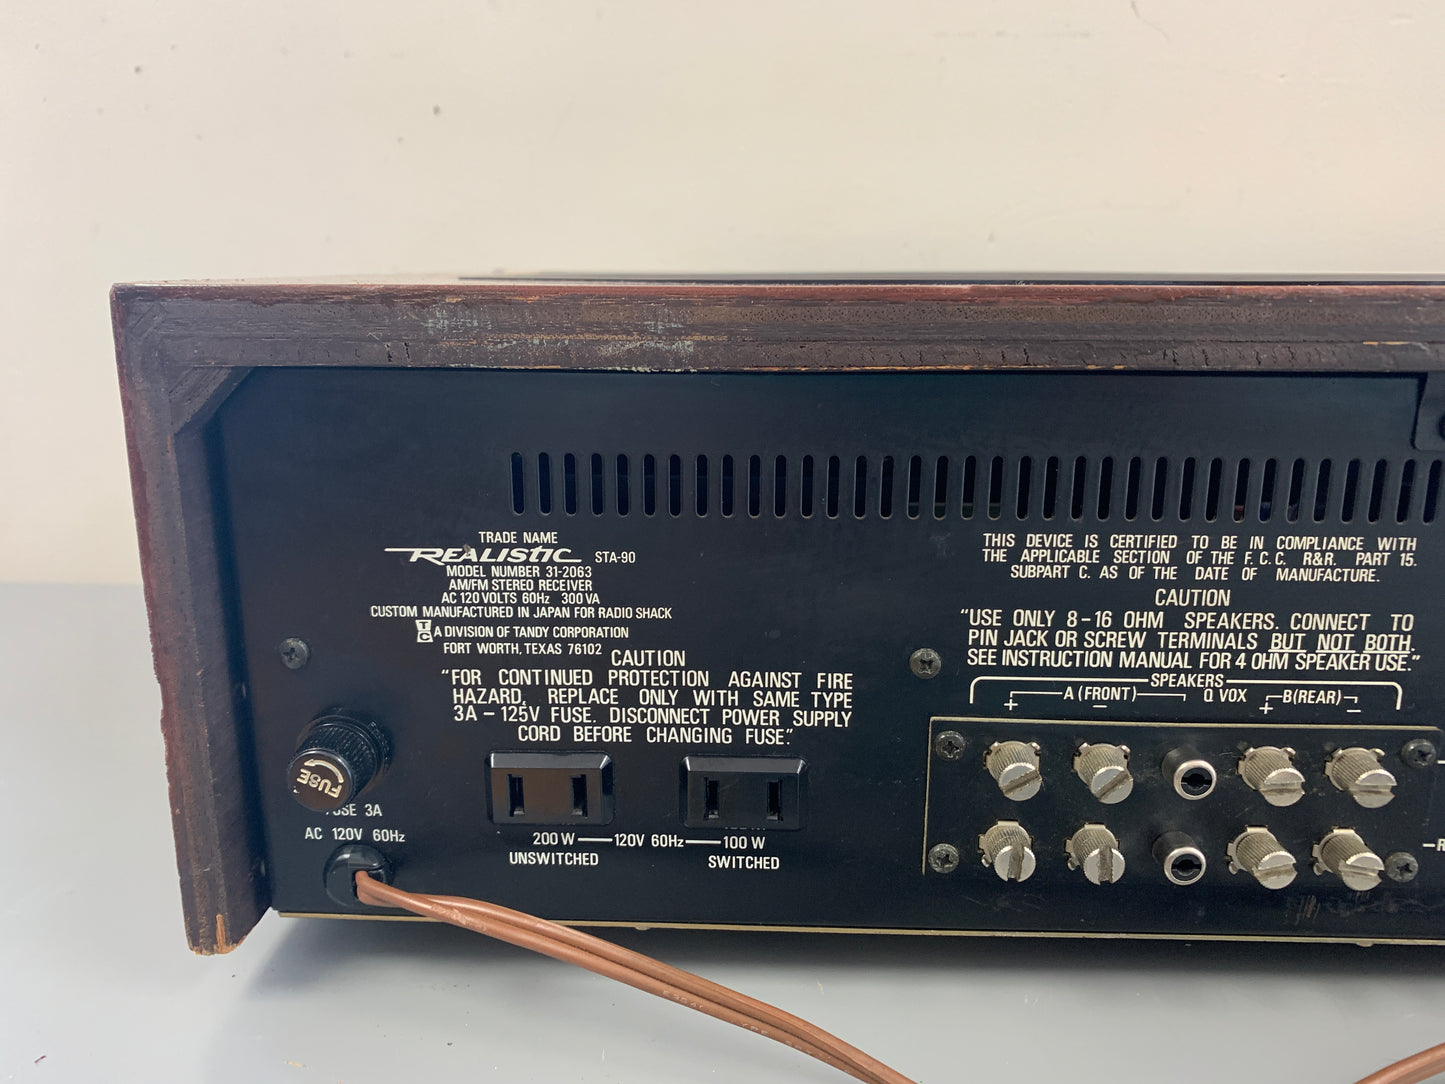 TRADE NAME
REALISTIC STA-90
MODEL NUMBER 31-2063
AM/FM STEREO RECEIVER
AC 120 VOLTS 60Hz 300 VA
CUSTOM MANUFACTURED IN JAPAN FOR RADIO SHACK
TC A DIVISION OF TANDY CORPORATION
FORT WORTH, TEXAS 76102
CAUTION
"FOR CONTINUED PROTECTION AGAINST FIRE
HAZARD, REPLACE ONLY WITH SAME TYPE
3A – 125V FUSE. DISCONNECT POWER SUPPLY
CORD BEFORE CHANGING FUSE."
FUSE
FUSE 3A
AC 120V 60Hz
200 W — 120V 60Hz — 100 W
UNSWITCHED SWITCHED
THIS DEVICE IS CERTIFIED TO BE IN COMPLIANCE WITH
THE APPLICABLE SECTION OF THE F.C.C. R&R. PART 15.
SUBPART C. AS OF THE DATE OF MANUFACTURE.
CAUTION
"USE ONLY 8–16 OHM SPEAKERS. CONNECT TO
PIN JACK OR SCREW TERMINALS BUT NOT BOTH.
SEE INSTRUCTION MANUAL FOR 4 OHM SPEAKER USE."
SPEAKERS
A (FRONT) Q VOX B (REAR)
+ − + −
R